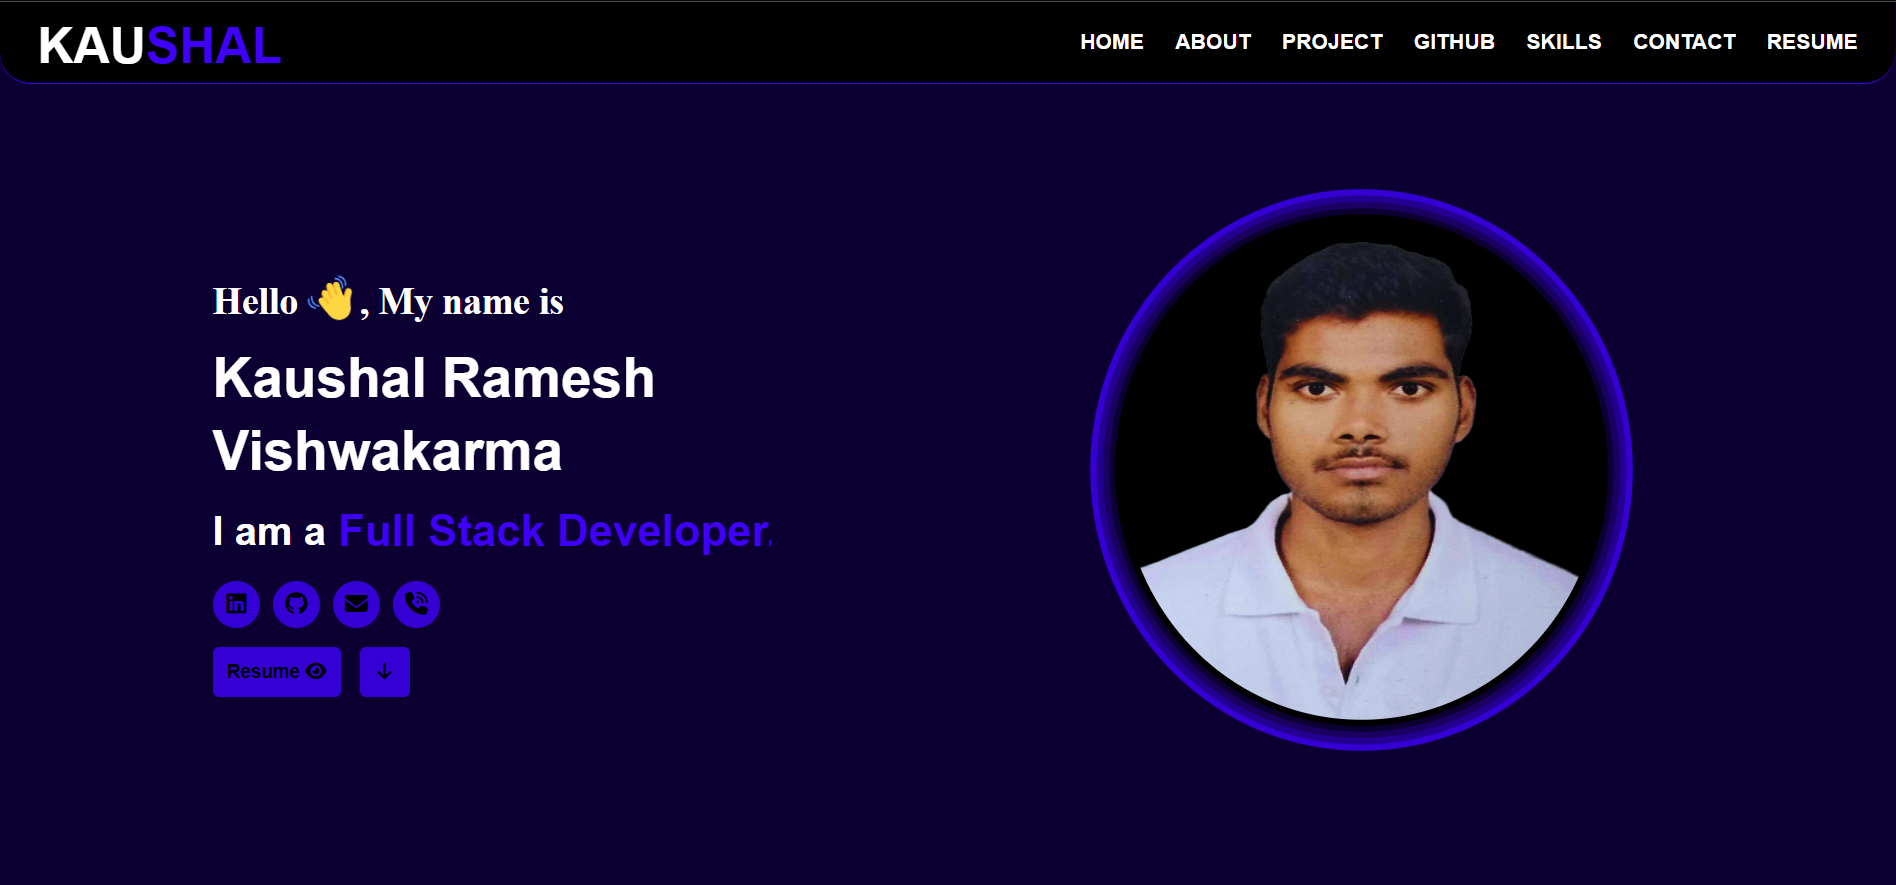 KAUSHAL
HOME ABOUT PROJECT GITHUB SKILLS CONTACT RESUME
Hello 👋, My name is
Kaushal Ramesh
Vishwakarma
I am a Full Stack Developer.
Resume